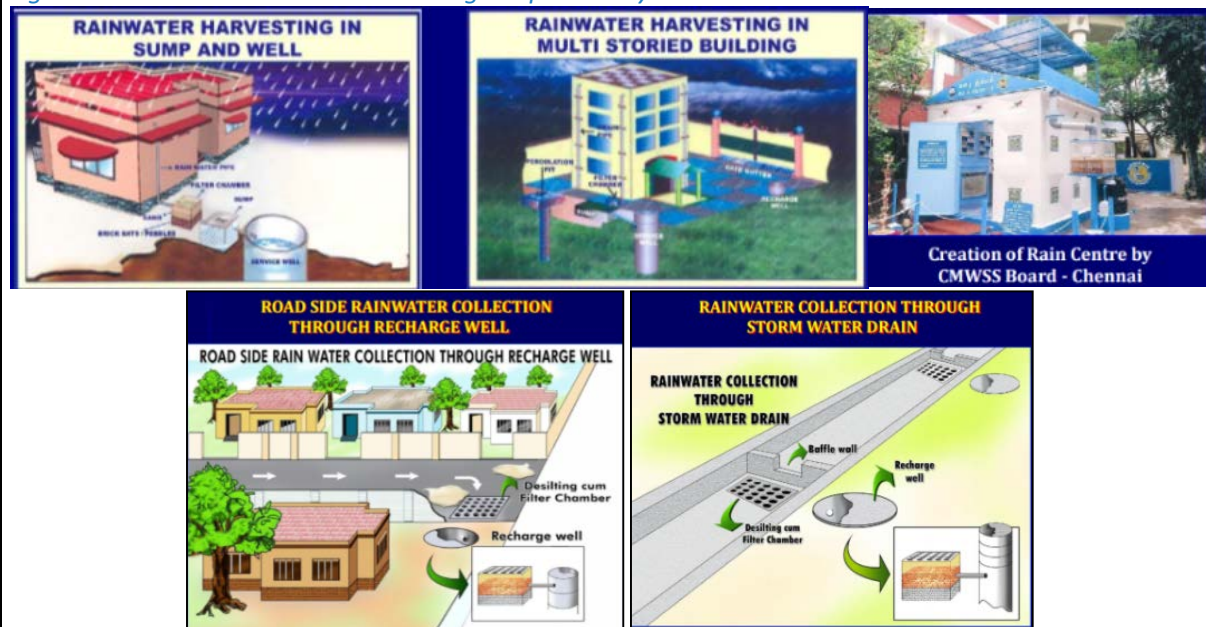 RAINWATER HARVESTING IN
SUMP AND WELL
RAIN WATER PIPE
FILTER CHAMBER
SUMP
SAND
BRICK BATS / PEBBLES
SERVICE WELL
RAINWATER HARVESTING IN
MULTI STORIED BUILDING
PERCOLATION
PIT
FILTER
CHAMBER
RECHARGE
WELL
Creation of Rain Centre by
CMWSS Board - Chennai
ROAD SIDE RAINWATER COLLECTION
THROUGH RECHARGE WELL
ROAD SIDE RAIN WATER COLLECTION THROUGH RECHARGE WELL
Desilting cum
Filter Chamber
Recharge well
RAINWATER COLLECTION THROUGH
STORM WATER DRAIN
RAINWATER COLLECTION
THROUGH
STORM WATER DRAIN
Baffle wall
Recharge
well
Desilting cum
Filter Chamber